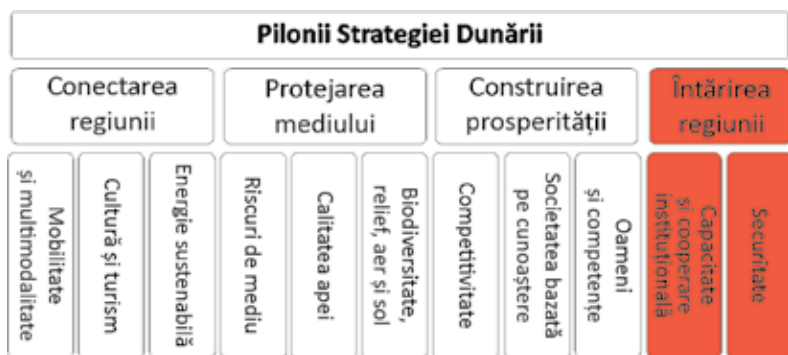 Pilonii Strategiei Dunării
Conectarea
regiunii
Protejarea
mediului
Construirea
prosperității
Întărirea
regiunii
Mobilitate
și multimodalitate
Cultură și turism
Energie sustenabilă
Riscuri de mediu
Calitatea apei
Biodiversitate,
relief, aer și sol
Competitivitate
Societatea bazată
pe cunoaștere
Oameni
și competențe
Capacitate
și cooperare
instituțională
Securitate